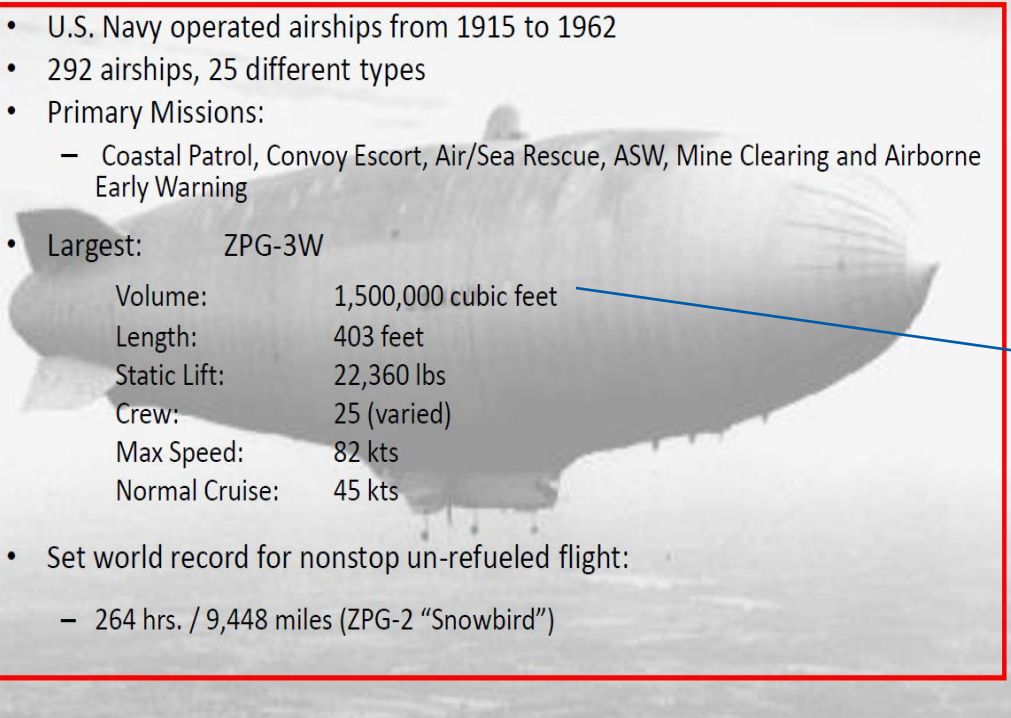 • U.S. Navy operated airships from 1915 to 1962
• 292 airships, 25 different types
• Primary Missions:
– Coastal Patrol, Convoy Escort, Air/Sea Rescue, ASW, Mine Clearing and Airborne
Early Warning
• Largest: ZPG-3W
Volume: 1,500,000 cubic feet
Length: 403 feet
Static Lift: 22,360 lbs
Crew: 25 (varied)
Max Speed: 82 kts
Normal Cruise: 45 kts
• Set world record for nonstop un-refueled flight:
– 264 hrs. / 9,448 miles (ZPG-2 “Snowbird”)